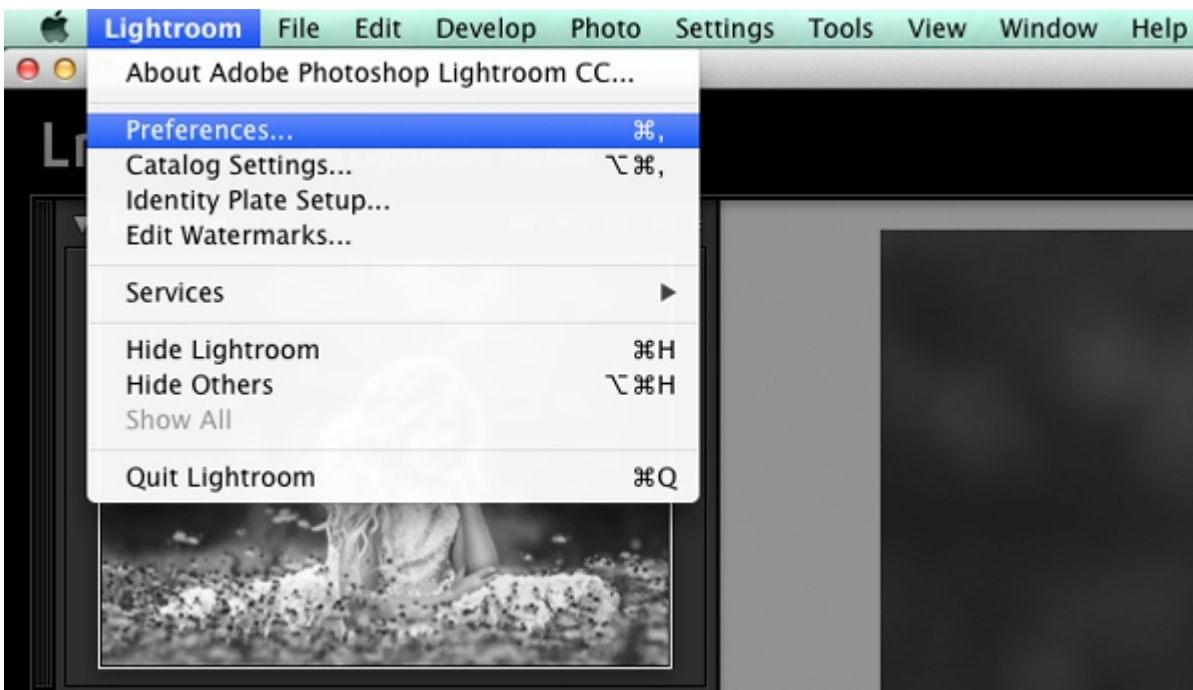 Lightroom File Edit Develop Photo Settings Tools View Window Help
About Adobe Photoshop Lightroom CC...
Preferences... ⌘,
Catalog Settings... ⌥⌘,
Identity Plate Setup...
Edit Watermarks...
Services ▶
Hide Lightroom ⌘H
Hide Others ⌥⌘H
Show All
Quit Lightroom ⌘Q